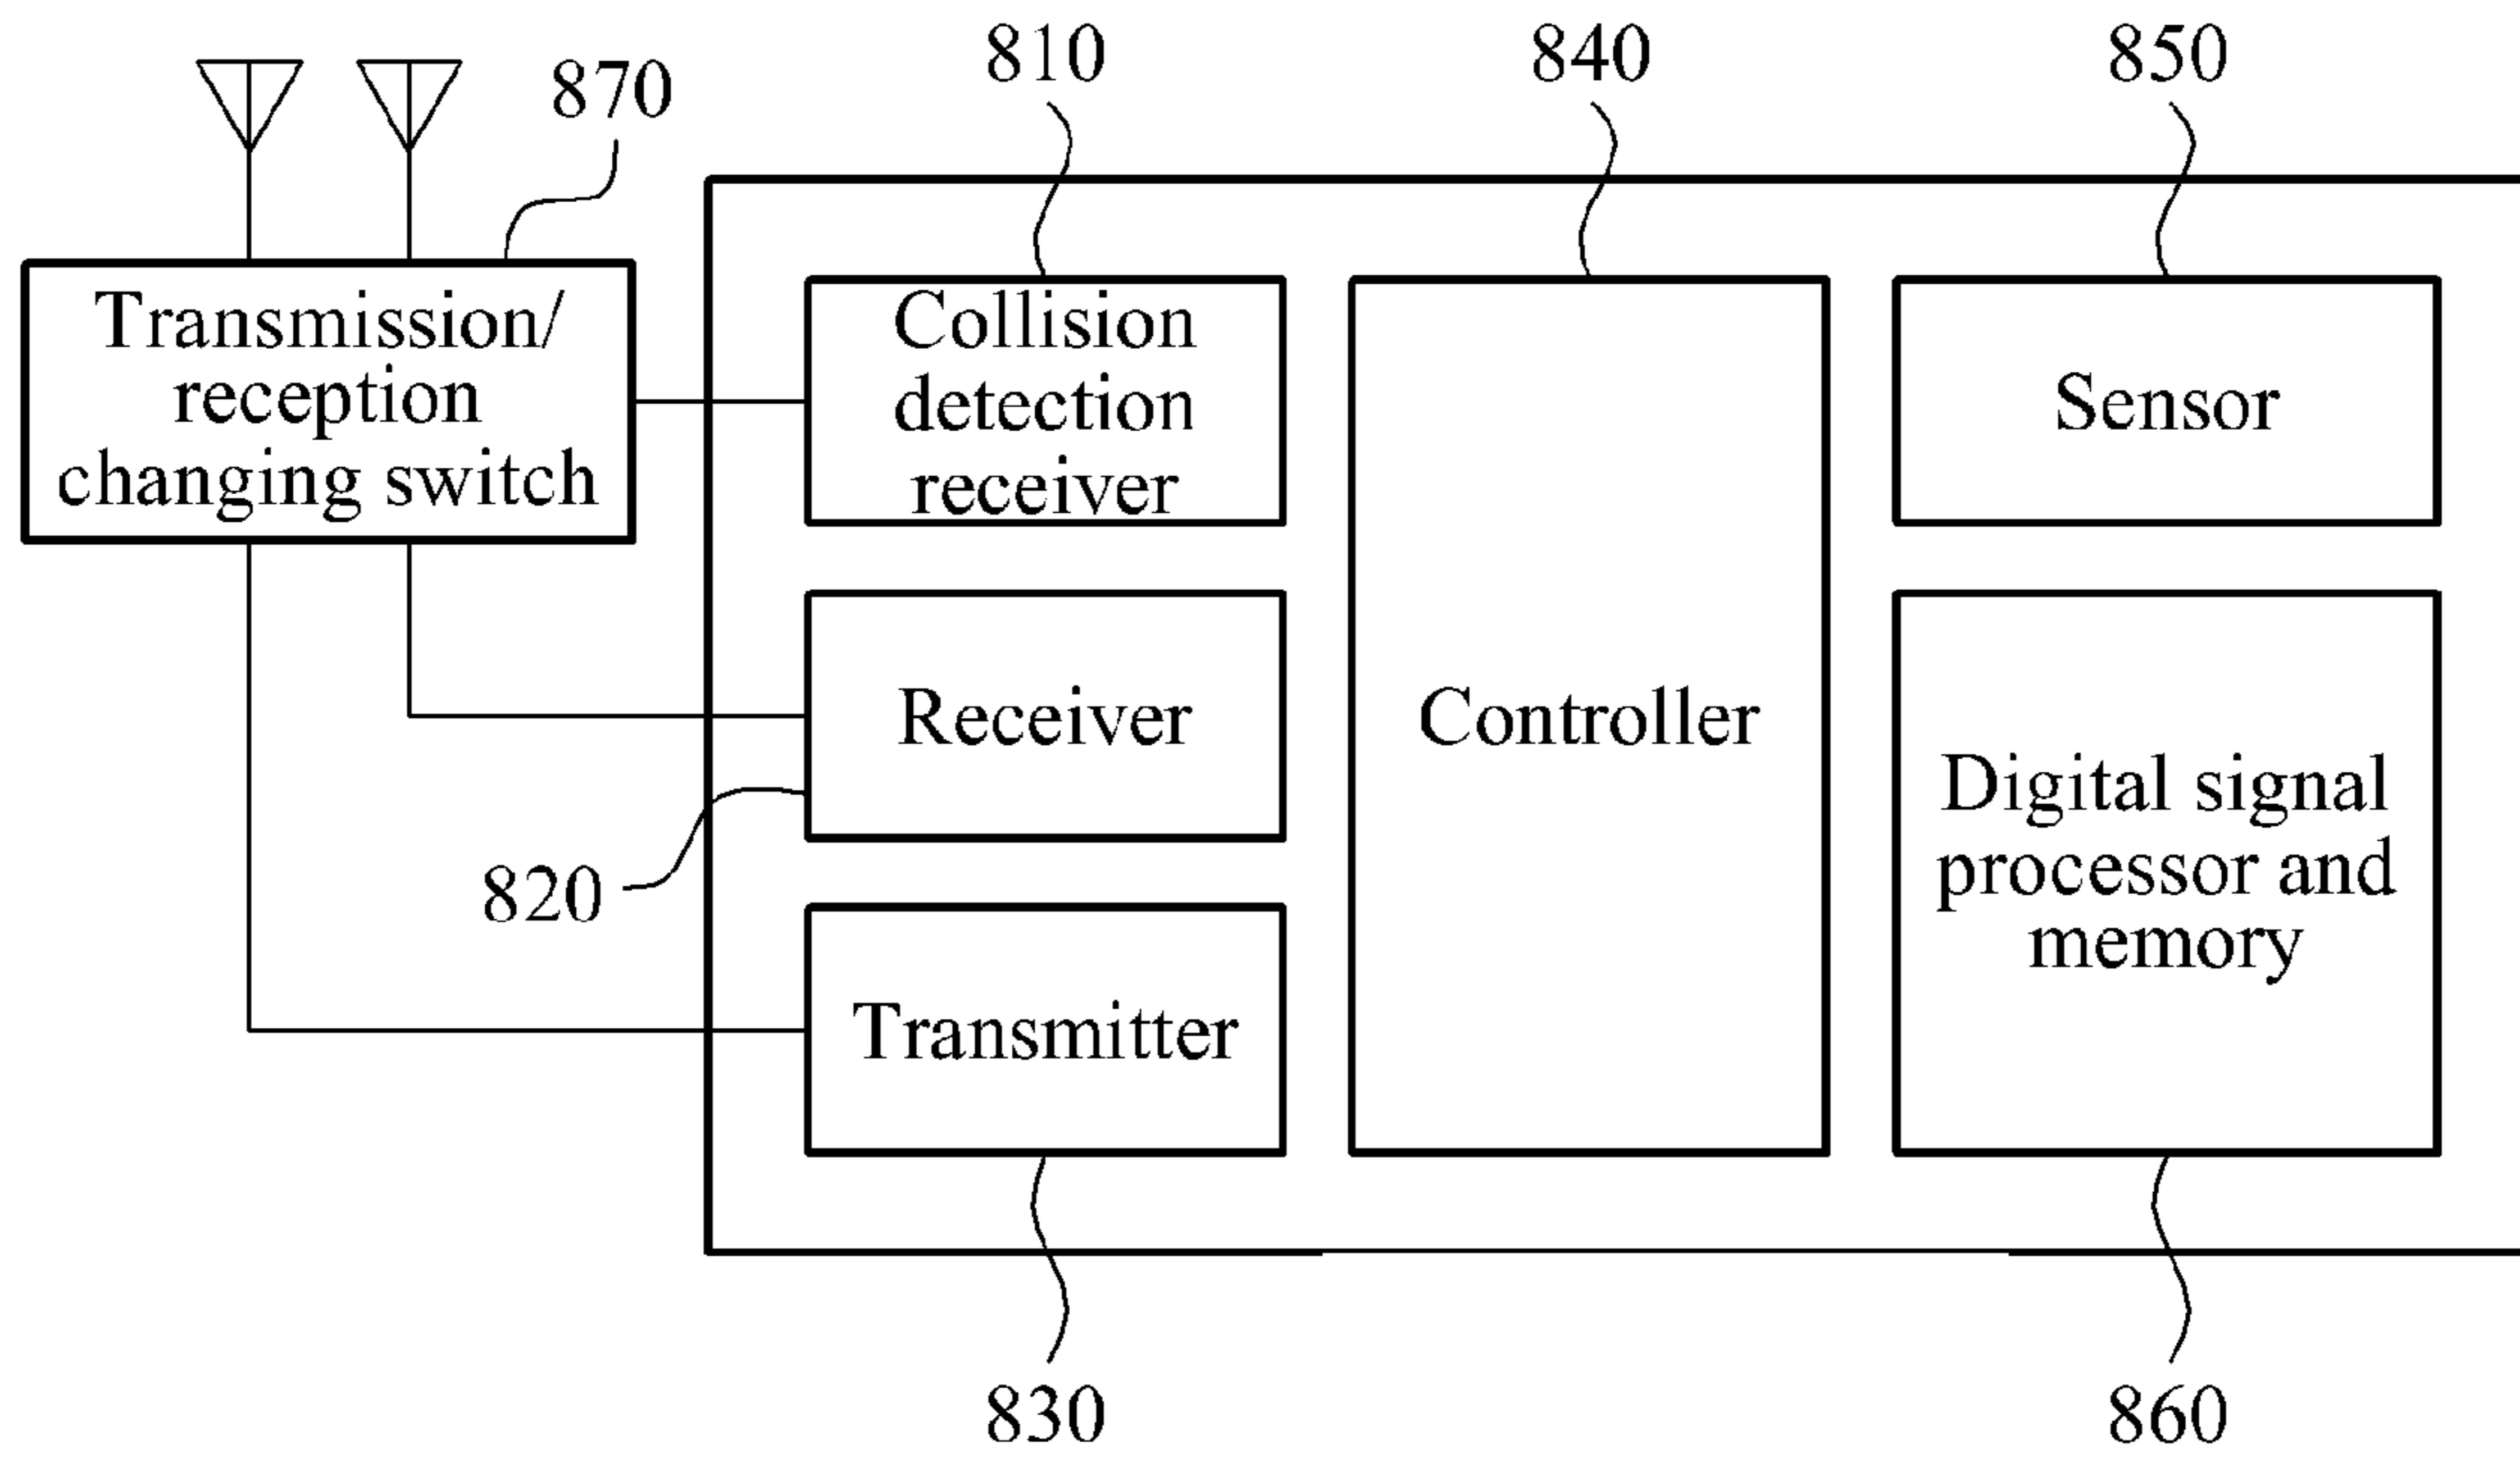 870
810
840
850
Transmission/
reception
changing switch
Collision
detection
receiver
Sensor
Receiver
Controller
Digital signal
processor and
memory
820
Transmitter
830
860